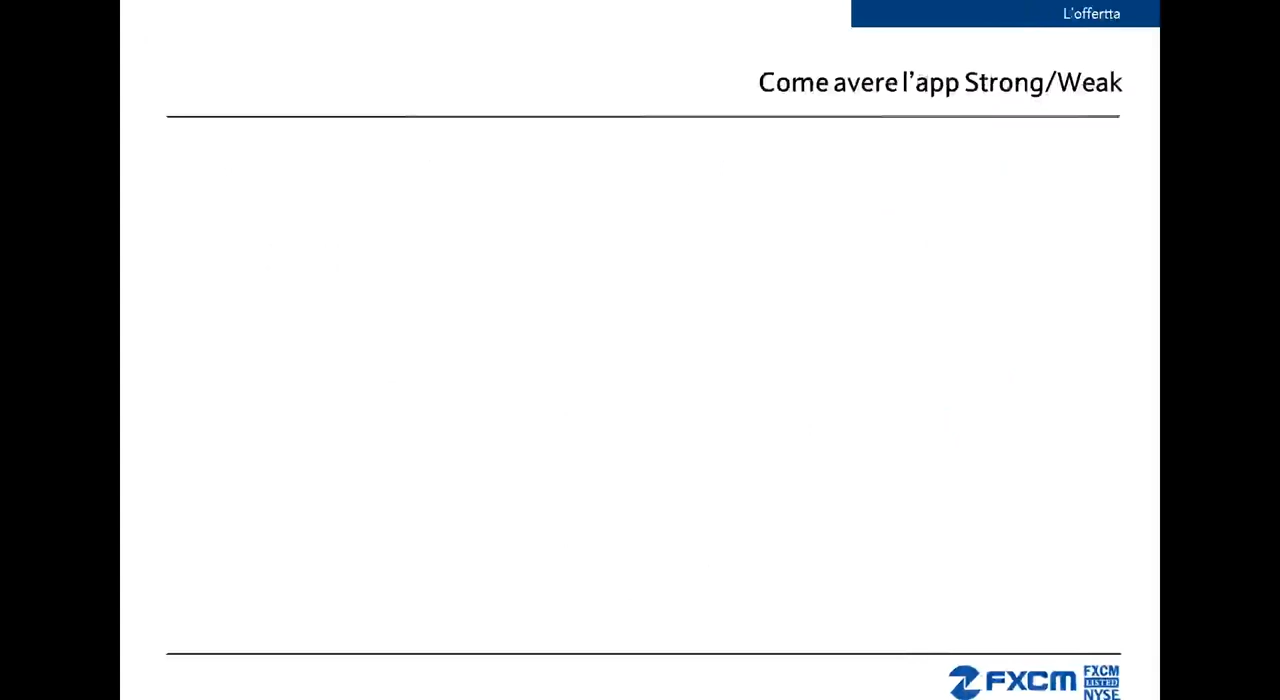 L'offertta
Come avere l’app Strong/Weak
FXCM
FXCM
LISTED
NYSE